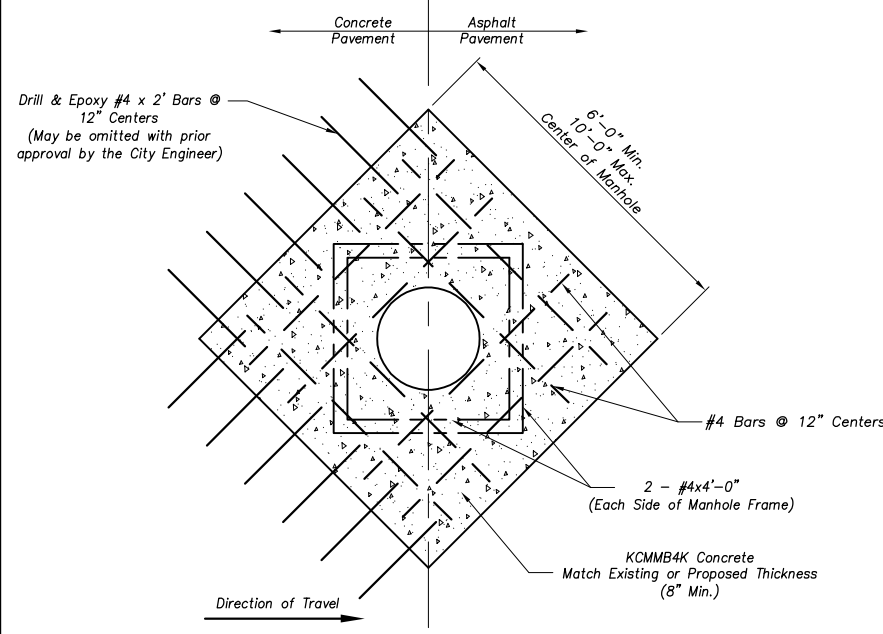 Concrete
Pavement
Asphalt
Pavement
Drill & Epoxy #4 x 2' Bars @
12" Centers
(May be omitted with prior
approval by the City Engineer)
6'-0" Min.
10'-0" Max.
Center of Manhole
#4 Bars @ 12" Centers
2 - #4x4'-0"
(Each Side of Manhole Frame)
KCMMB4K Concrete
Match Existing or Proposed Thickness
(8" Min.)
Direction of Travel